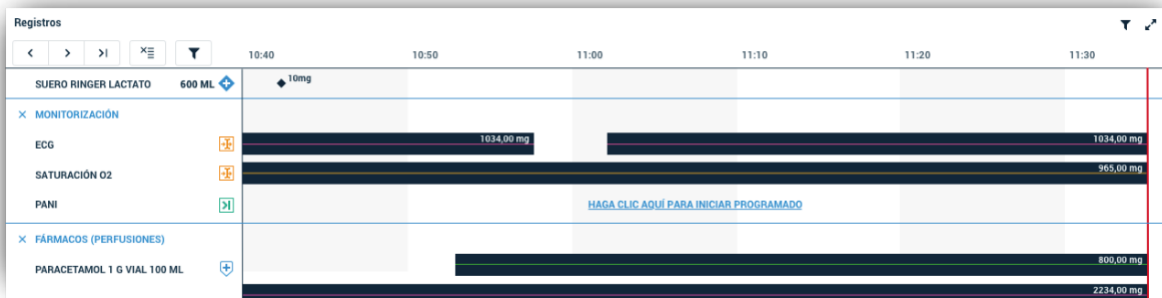 Registros
10:40 10:50 11:00 11:10 11:20 11:30
SUERO RINGER LACTATO 600 ML 10mg
MONITORIZACIÓN
ECG 1034,00 mg 1034,00 mg
SATURACIÓN O2 965,00 mg
PANI HAGA CLIC AQUÍ PARA INICIAR PROGRAMADO
FÁRMACOS (PERFUSIONES)
PARACETAMOL 1 G VIAL 100 ML 800,00 mg
2234,00 mg